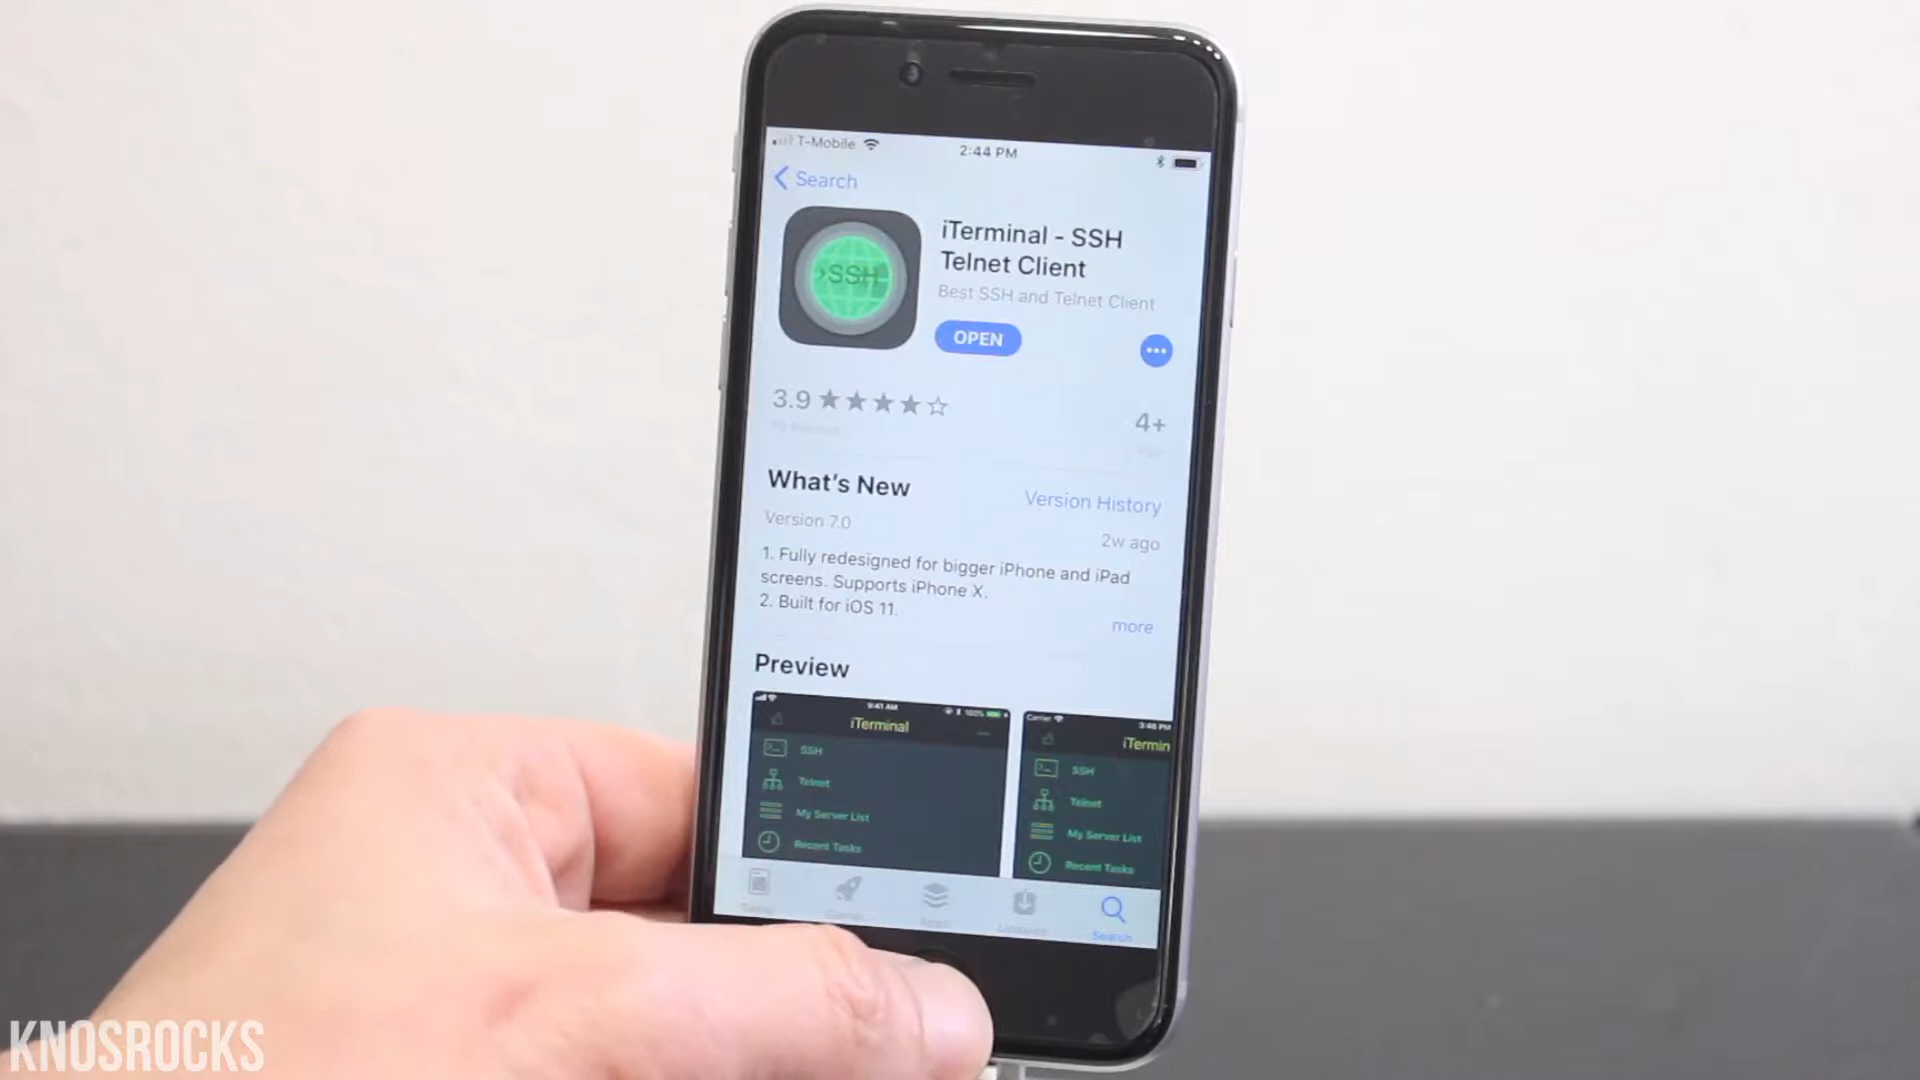 T-Mobile
2:44 PM
Search
>SSH_
iTerminal - SSH
Telnet Client
Best SSH and Telnet Client
OPEN
3.9
4+
What's New
Version History
Version 7.0
2w ago
1. Fully redesigned for bigger iPhone and iPad
screens. Supports iPhone X.
2. Built for iOS 11.
more
Preview
9:41 AM
100%
iTerminal
SSH
Telnet
My Server List
Recent Tasks
Carrier
3:46 PM
iTermin
SSH
Telnet
My Server List
Recent Tasks
Updates
Search
KNOSROCKS